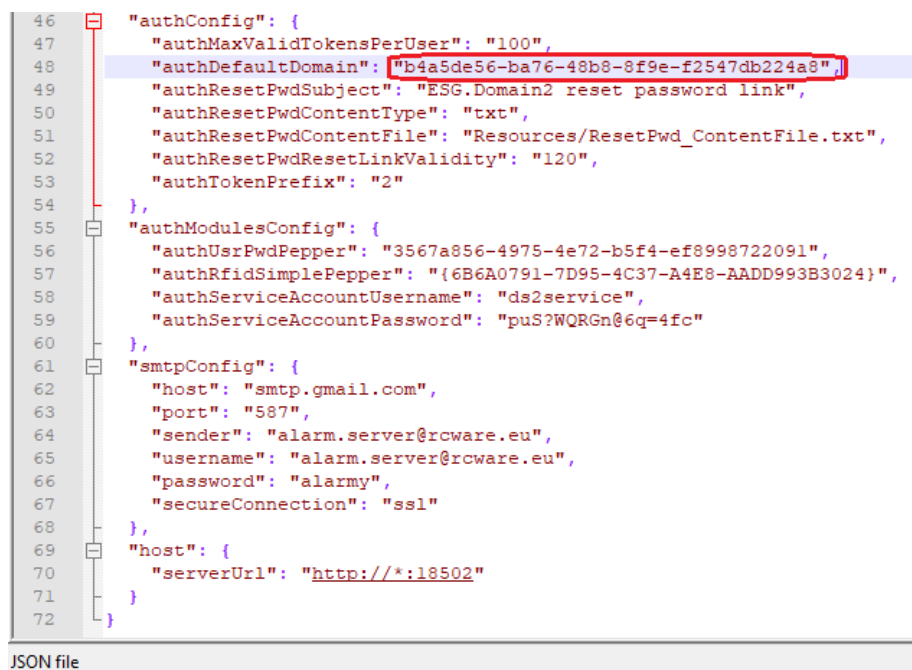 46 "authConfig": {
47 "authMaxValidTokensPerUser": "100",
48 "authDefaultDomain": "b4a5de56-ba76-48b8-8f9e-f2547db224a8",
49 "authResetPwdSubject": "ESG.Domain2 reset password link",
50 "authResetPwdContentType": "txt",
51 "authResetPwdContentFile": "Resources/ResetPwd_ContentFile.txt",
52 "authResetPwdResetLinkValidity": "120",
53 "authTokenPrefix": "2"
54 },
55 "authModulesConfig": {
56 "authUsrPwdPepper": "3567a856-4975-4e72-b5f4-ef8998722091",
57 "authRfidSimplePepper": "{6B6A0791-7D95-4C37-A4E8-AADD993B3024}",
58 "authServiceAccountUsername": "ds2service",
59 "authServiceAccountPassword": "puS?WQRGn@6q=4fc"
60 },
61 "smtpConfig": {
62 "host": "smtp.gmail.com",
63 "port": "587",
64 "sender": "alarm.server@rcware.eu",
65 "username": "alarm.server@rcware.eu",
66 "password": "alarmy",
67 "secureConnection": "ssl"
68 },
69 "host": {
70 "serverUrl": "http://*:18502"
71 }
72 }
JSON file